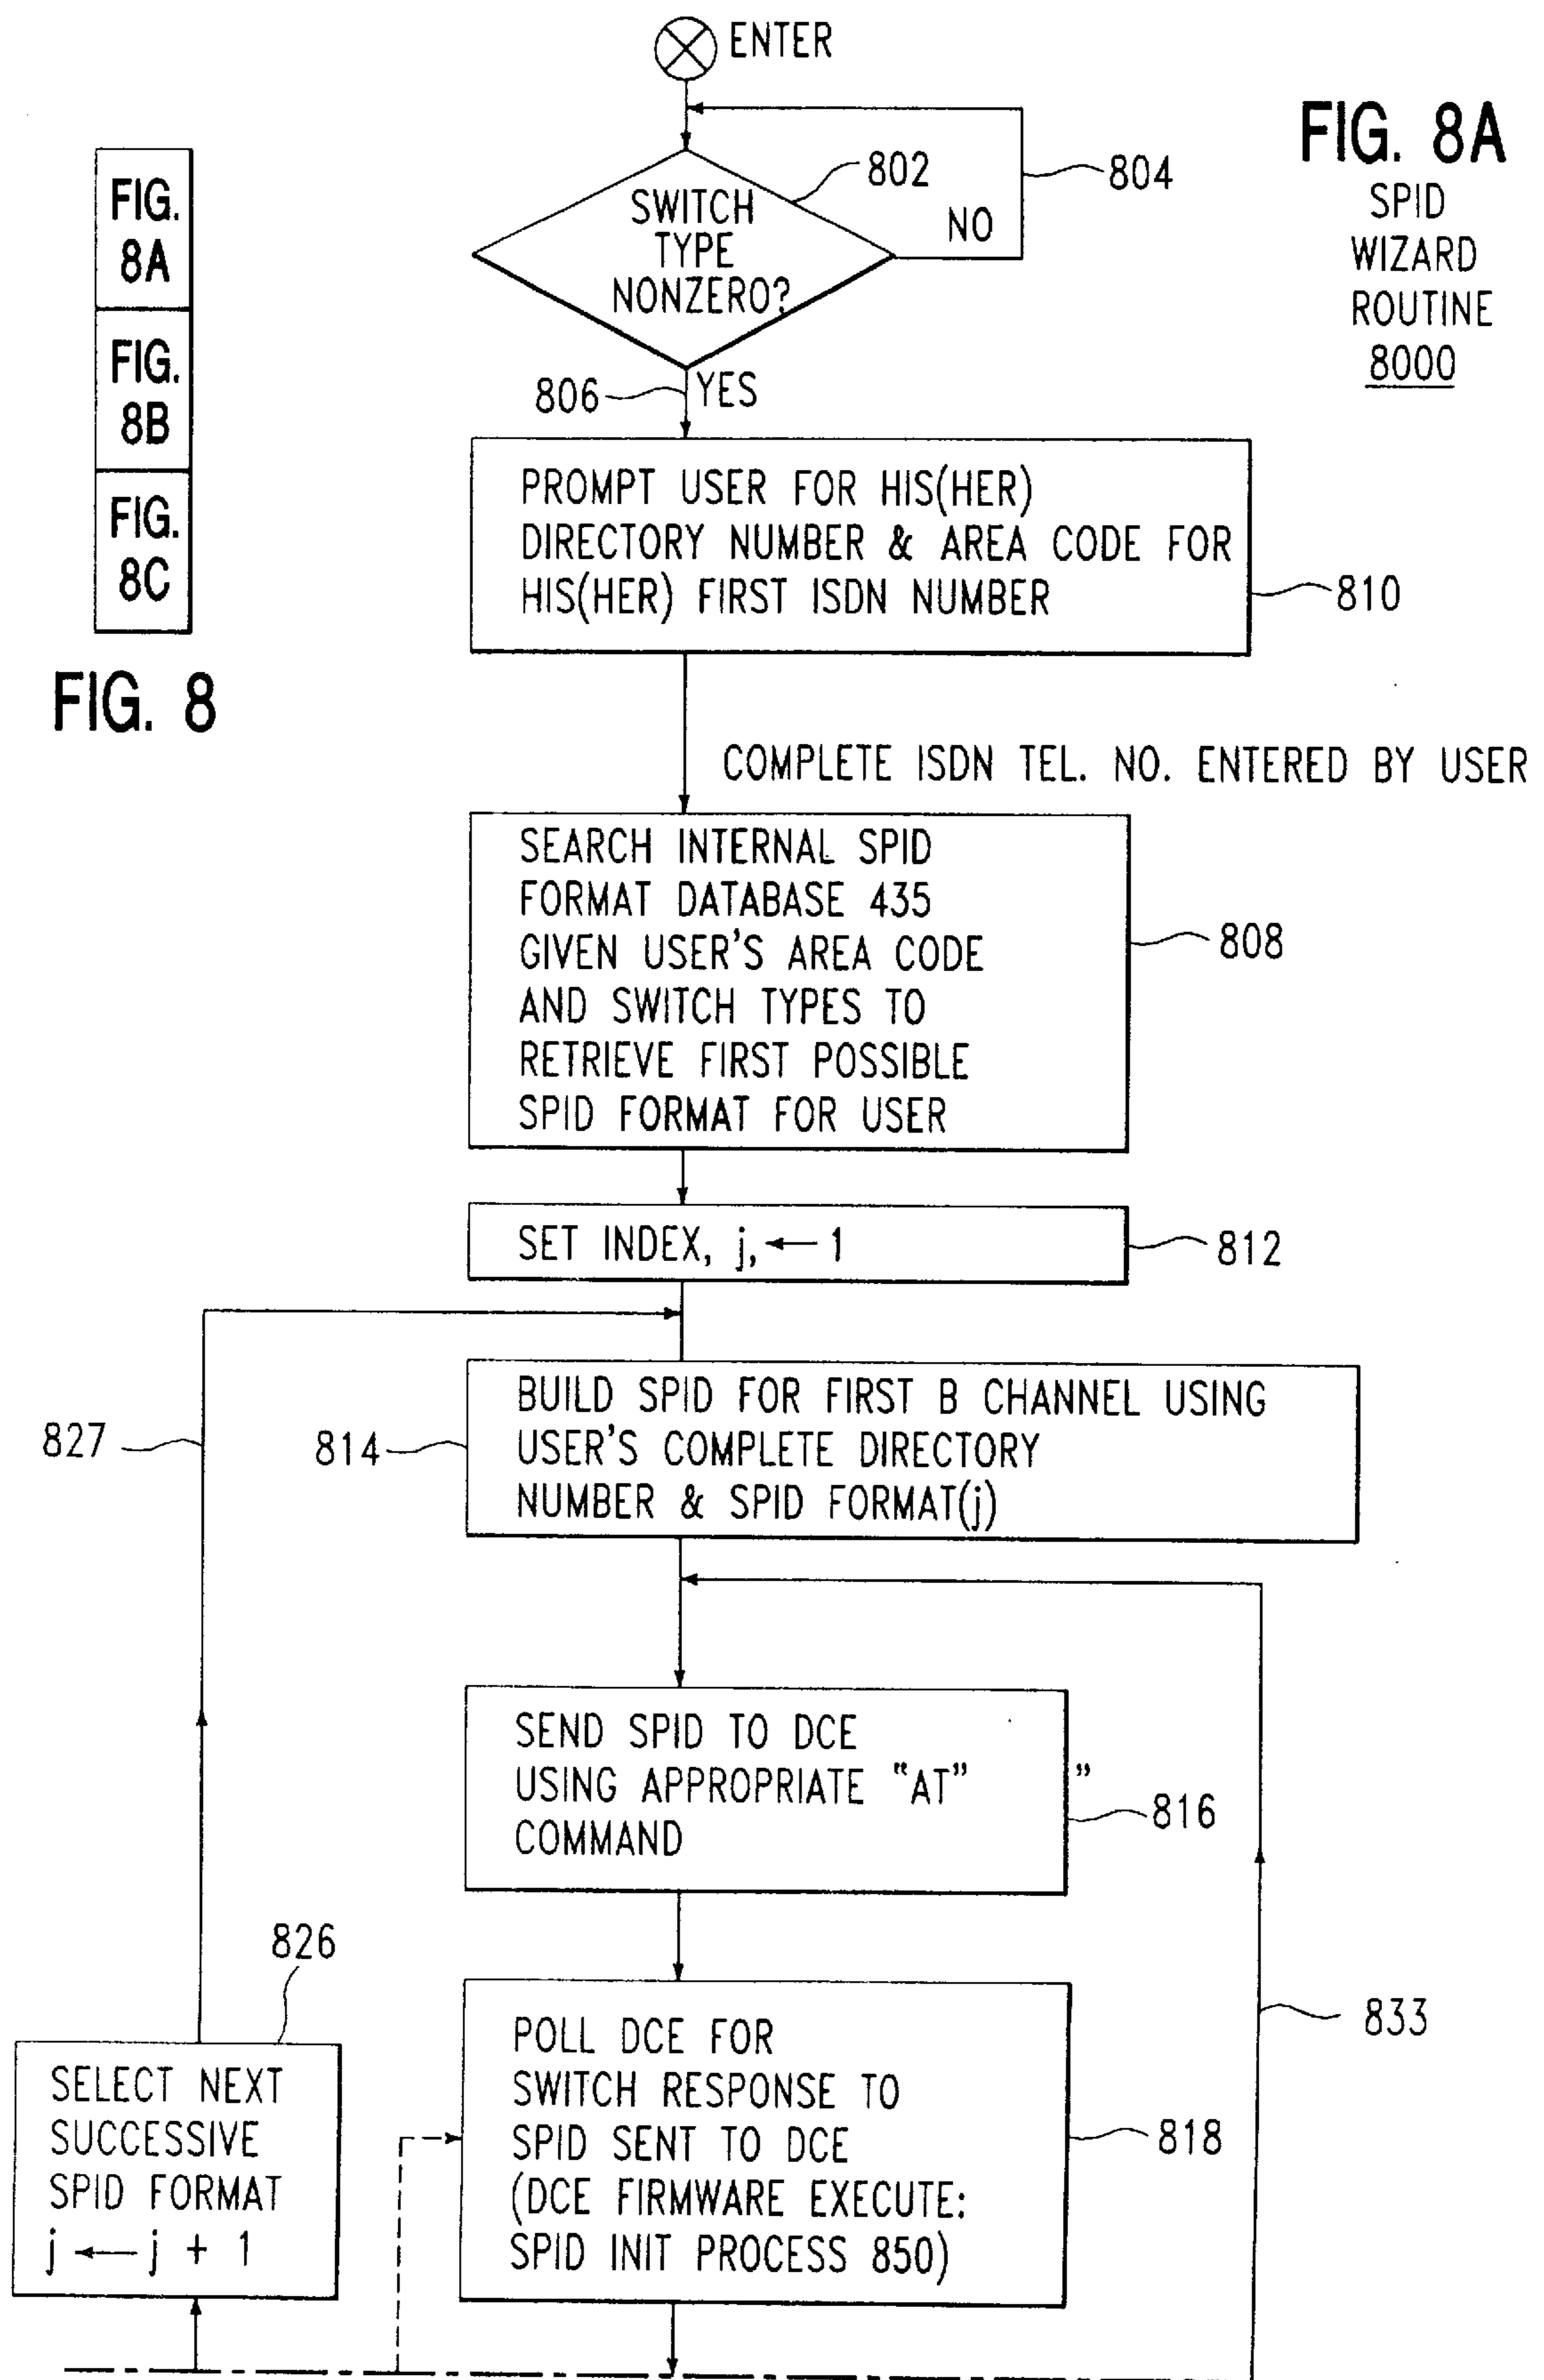 ENTER
FIG. 8A
SPID
WIZARD
ROUTINE
8000
FIG.
8A
FIG.
8B
FIG.
8C
FIG. 8
802
804
SWITCH
TYPE
NONZERO?
NO
806
YES
PROMPT USER FOR HIS(HER)
DIRECTORY NUMBER & AREA CODE FOR
HIS(HER) FIRST ISDN NUMBER
810
COMPLETE ISDN TEL. NO. ENTERED BY USER
SEARCH INTERNAL SPID
FORMAT DATABASE 435
GIVEN USER'S AREA CODE
AND SWITCH TYPES TO
RETRIEVE FIRST POSSIBLE
SPID FORMAT FOR USER
808
SET INDEX, j, ← 1
812
BUILD SPID FOR FIRST B CHANNEL USING
USER'S COMPLETE DIRECTORY
NUMBER & SPID FORMAT(j)
814
827
SEND SPID TO DCE
USING APPROPRIATE "AT" "
COMMAND
816
826
SELECT NEXT
SUCCESSIVE
SPID FORMAT
j ← j + 1
POLL DCE FOR
SWITCH RESPONSE TO
SPID SENT TO DCE
(DCE FIRMWARE EXECUTE:
SPID INIT PROCESS 850)
818
833